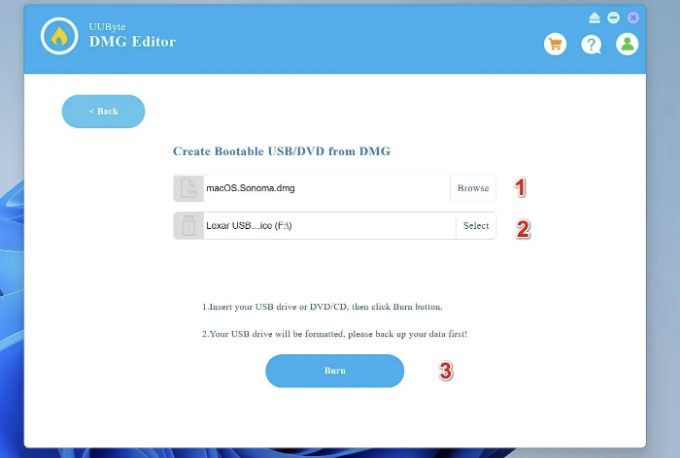 UUByte
DMG Editor
< Back
Create Bootable USB/DVD from DMG
macOS.Sonoma.dmg
Browse
1
Lexar USB...ice (F:\)
Select
2
1.Insert your USB drive or DVD/CD, then click Burn button.
2.Your USB drive will be formatted, please back up your data first!
Burn
3